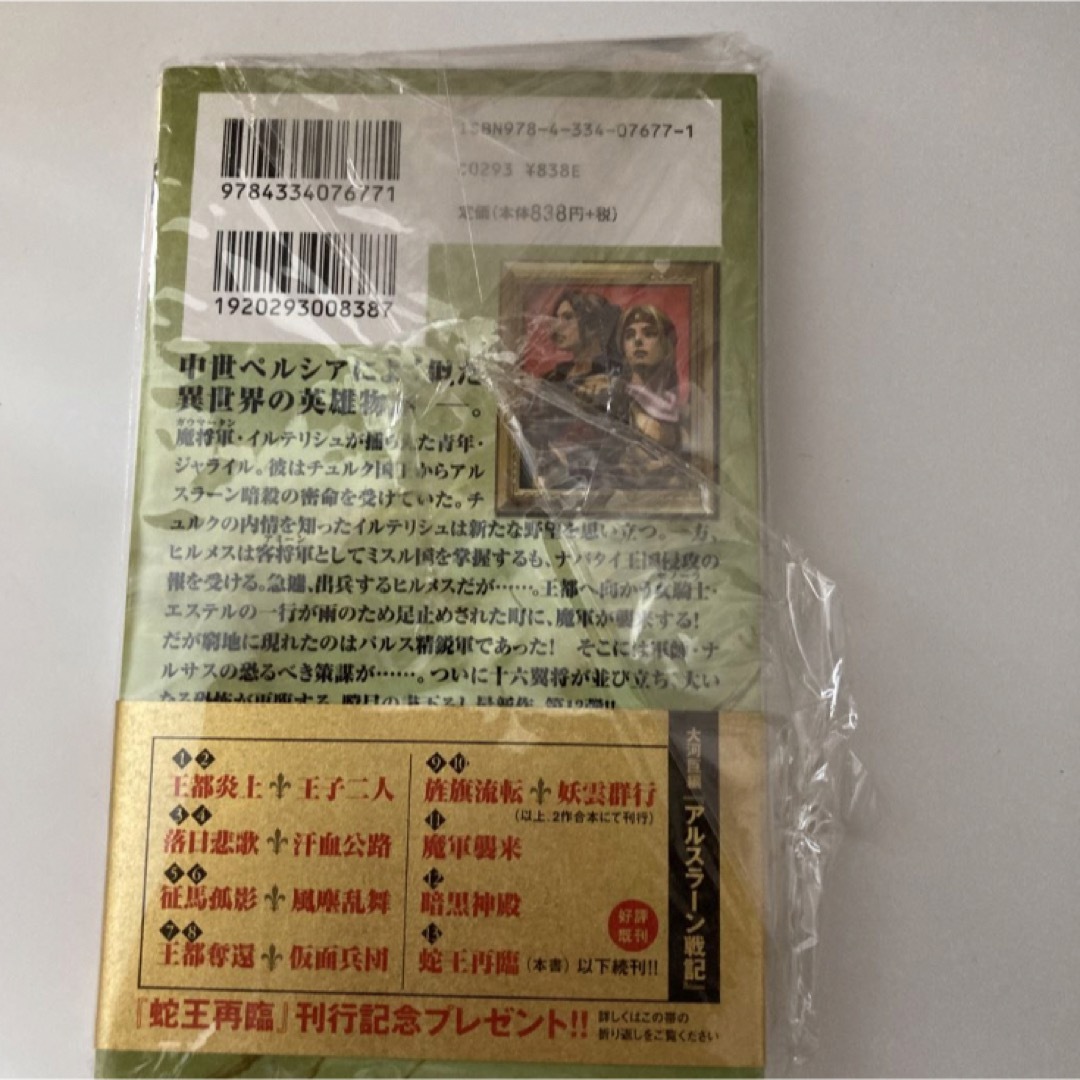 ISBN978-4-334-07677-1
C0293 ¥838E
定価(本体838円+税)
9784334076771
1920293008387
中世ペルシアによ 似た
異世界の英雄物 ―。
魔将軍・イルテリシュが捕らえた青年・
ジャライル。彼はチュルク国 からアル
スラーン暗殺の密命を受けていた。チ
ュルクの内情を知ったイルテリシュは新たな野望を思い立つ。一方、
ヒルメスは客将軍としてミスル国を掌握するも、ナバタイ王国侵攻の
報を受ける。急遽、出兵するヒルメスだが……。王都へ向かう女騎士・
エステルの一行が雨のため足止めされた町に、魔軍が襲来する!
だが窮地に現れたのはパルス精鋭軍であった! そこには軍師・ナ
ルサスの恐るべき策謀が……。ついに十六翼将が並び立ち、大い
なる恐怖が再臨する
大河 『アルスラーン戦記』
①② 王都炎上 王子二人
③④ 落日悲歌 汗血公路
⑤⑥ 征馬孤影 風塵乱舞
⑦⑧ 王都奪還 仮面兵団
⑨⑩ 旌旗流転 妖雲群行
(以上、2作合本にて刊行)
⑪ 魔軍襲来
⑫ 暗黒神殿
⑬ 蛇王再臨(本書)以下続刊!!
好評
既刊
『蛇王再臨』刊行記念プレゼント!!
詳しくはこの帯の
折り返しをご覧ください